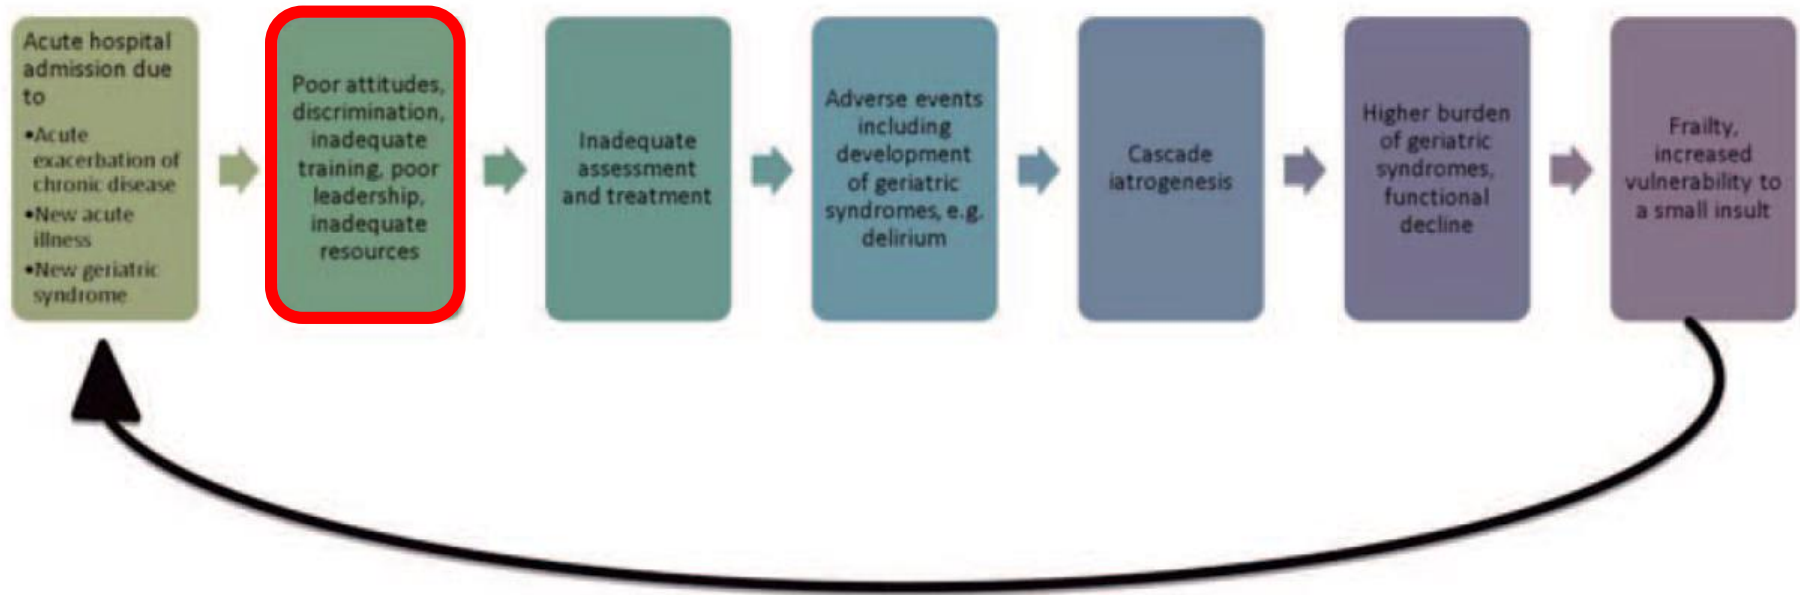 Acute hospital
admission due
to
•Acute
exacerbation of
chronic disease
•New acute
illness
•New geriatric
syndrome
Poor attitudes,
discrimination,
inadequate
training, poor
leadership,
inadequate
resources
Inadequate
assessment
and treatment
Adverse events
including
development
of geriatric
syndromes, e.g.
delirium
Cascade
iatrogenesis
Higher burden
of geriatric
syndromes,
functional
decline
Frailty,
increased
vulnerability to
a small insult